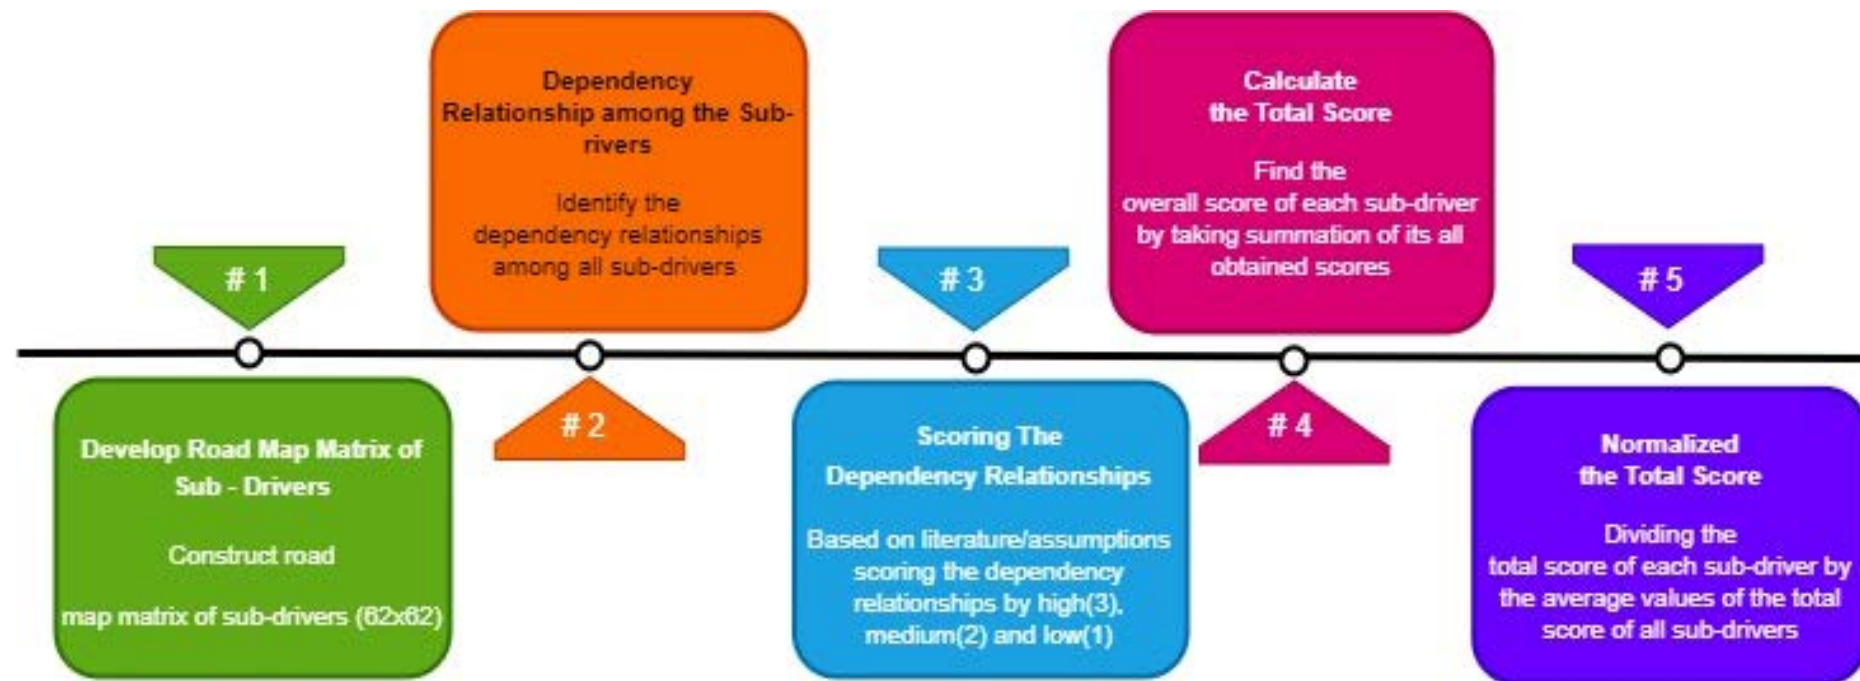 # 1
Develop Road Map Matrix of
Sub - Drivers
Construct road
map matrix of sub-drivers (62x62)
Dependency
Relationship among the Sub-
rivers
Identify the
dependency relationships
among all sub-drivers
# 2
# 3
Scoring The
Dependency Relationships
Based on literature/assumptions
scoring the dependency
relationships by high(3),
medium(2) and low(1)
Calculate
the Total Score
Find the
overall score of each sub-driver
by taking summation of its all
obtained scores
# 4
# 5
Normalized
the Total Score
Dividing the
total score of each sub-driver by
the average values of the total
score of all sub-drivers